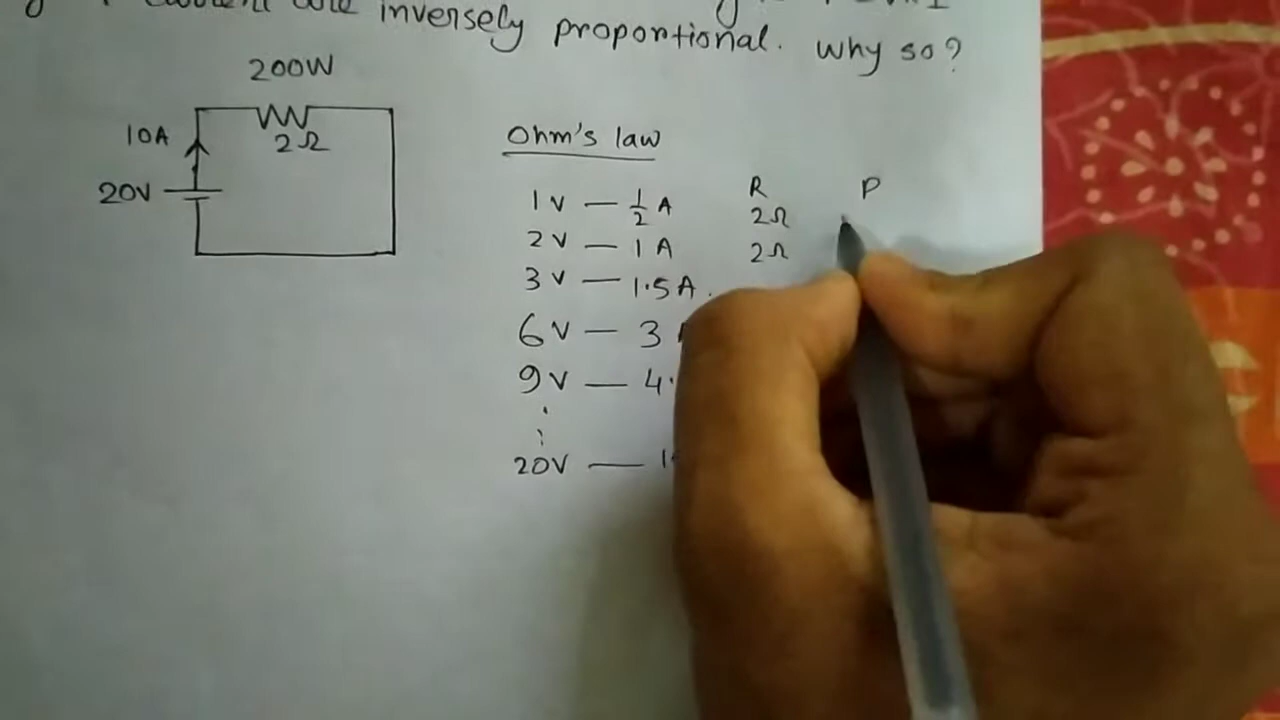 inversely proportional. Why so?
200W
10A
2Ω
20V
Ohm's law
R P
1V — 1/2 A 2Ω
2V — 1A 2Ω
3V — 1.5A.
6V — 3
9V — 4.
20V —